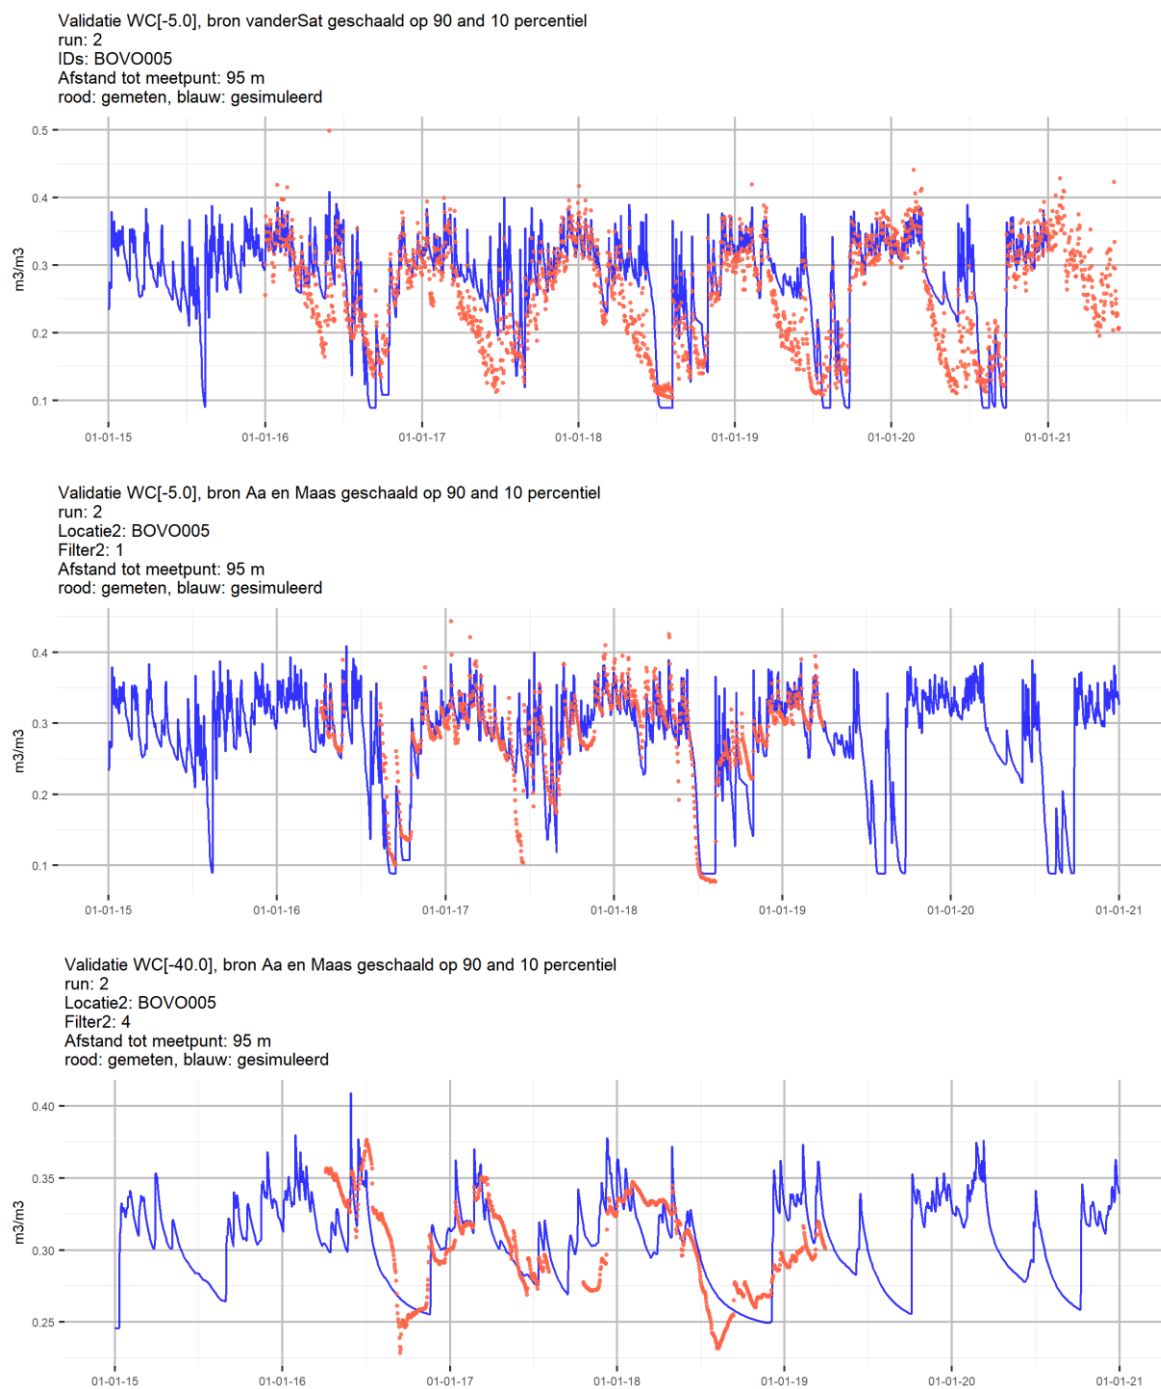 Validatie WC[-5.0], bron vanderSat geschaald op 90 and 10 percentiel
run: 2
IDs: BOVO005
Afstand tot meetpunt: 95 m
rood: gemeten, blauw: gesimuleerd
0.5
0.4
0.3
0.2
0.1
m3/m3
01-01-15 01-01-16 01-01-17 01-01-18 01-01-19 01-01-20 01-01-21
Validatie WC[-5.0], bron Aa en Maas geschaald op 90 and 10 percentiel
run: 2
Locatie2: BOVO005
Filter2: 1
Afstand tot meetpunt: 95 m
rood: gemeten, blauw: gesimuleerd
0.4
0.3
0.2
0.1
m3/m3
01-01-15 01-01-16 01-01-17 01-01-18 01-01-19 01-01-20 01-01-21
Validatie WC[-40.0], bron Aa en Maas geschaald op 90 and 10 percentiel
run: 2
Locatie2: BOVO005
Filter2: 4
Afstand tot meetpunt: 95 m
rood: gemeten, blauw: gesimuleerd
0.40
0.35
0.30
0.25
m3/m3
01-01-15 01-01-16 01-01-17 01-01-18 01-01-19 01-01-20 01-01-21